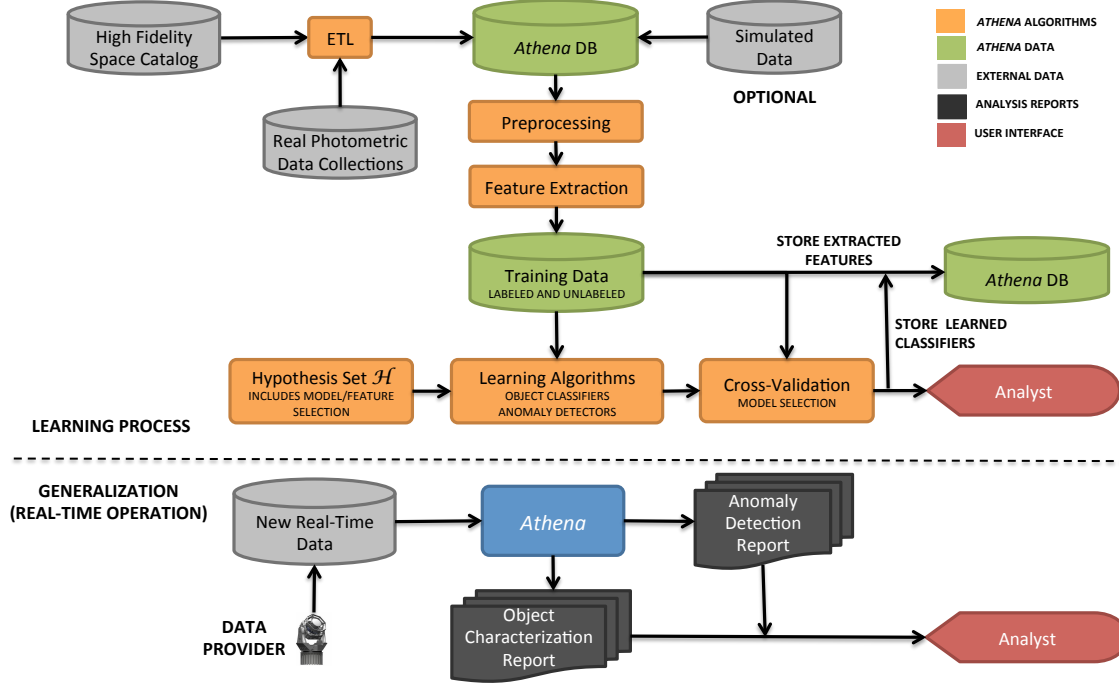 High Fidelity
Space Catalog
ETL
Athena DB
Simulated
Data
OPTIONAL
ATHENA ALGORITHMS
ATHENA DATA
EXTERNAL DATA
ANALYSIS REPORTS
USER INTERFACE
Real Photometric
Data Collections
Preprocessing
Feature Extraction
Training Data
LABELED AND UNLABELED
STORE EXTRACTED
FEATURES
Athena DB
STORE LEARNED
CLASSIFIERS
Hypothesis Set ℋ
INCLUDES MODEL/FEATURE
SELECTION
Learning Algorithms
OBJECT CLASSIFIERS
ANOMALY DETECTORS
Cross-Validation
MODEL SELECTION
Analyst
LEARNING PROCESS
GENERALIZATION
(REAL-TIME OPERATION)
New Real-Time
Data
Athena
Anomaly
Detection
Report
DATA
PROVIDER
Object
Characterization
Report
Analyst